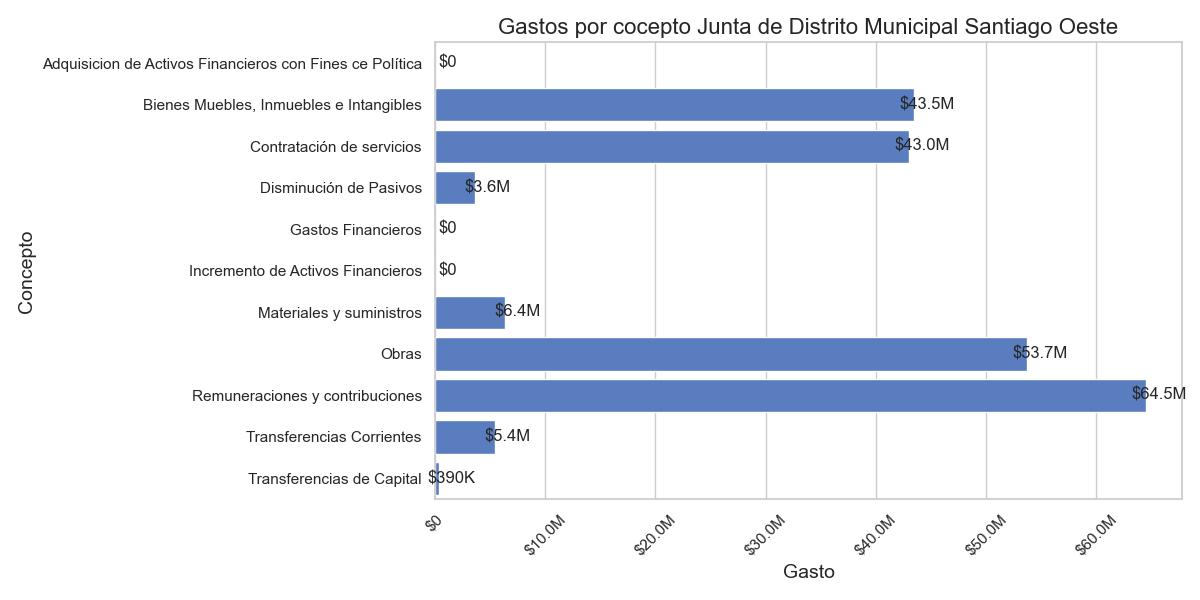 Gastos por cocepto Junta de Distrito Municipal Santiago Oeste
Concepto
Adquisicion de Activos Financieros con Fines ce Política $0
Bienes Muebles, Inmuebles e Intangibles $43.5M
Contratación de servicios $43.0M
Disminución de Pasivos $3.6M
Gastos Financieros $0
Incremento de Activos Financieros $0
Materiales y suministros $6.4M
Obras $53.7M
Remuneraciones y contribuciones $64.5M
Transferencias Corrientes $5.4M
Transferencias de Capital $390K
$0 $10.0M $20.0M $30.0M $40.0M $50.0M $60.0M
Gasto